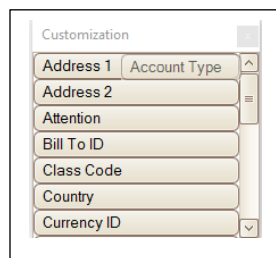 Customization
Address 1 Account Type
Address 2
Attention
Bill To ID
Class Code
Country
Currency ID